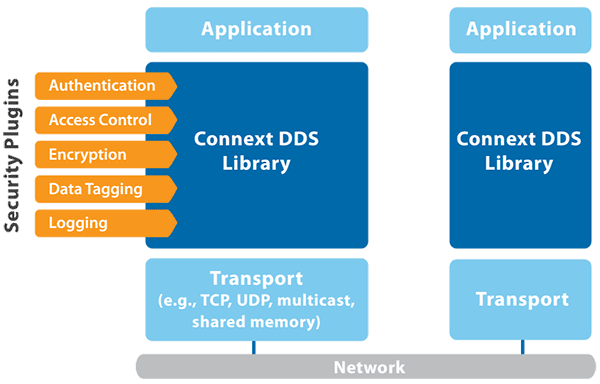 Application
Application
Security Plugins
Authentication
Access Control
Encryption
Data Tagging
Logging
Connext DDS
Library
Connext DDS
Library
Transport
(e.g., TCP, UDP, multicast,
shared memory)
Transport
Network